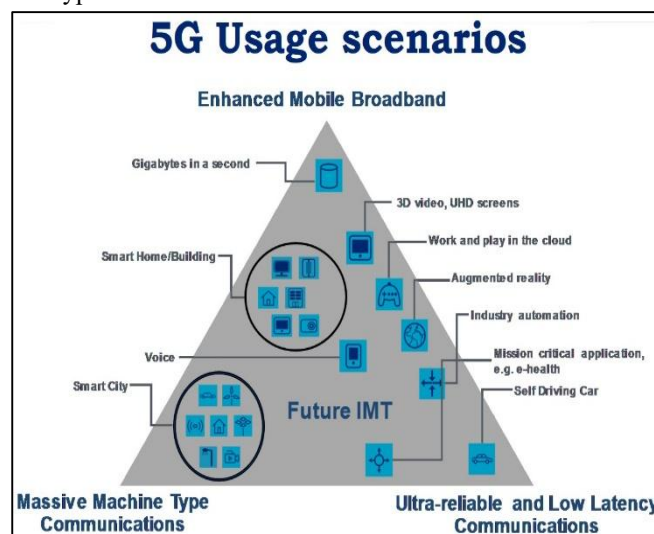 5G Usage scenarios
Enhanced Mobile Broadband
Gigabytes in a second
3D video, UHD screens
Work and play in the cloud
Smart Home/Building
Augmented reality
Industry automation
Mission critical application,
e.g. e-health
Voice
Self Driving Car
Smart City
Future IMT
Massive Machine Type
Communications
Ultra-reliable and Low Latency
Communications